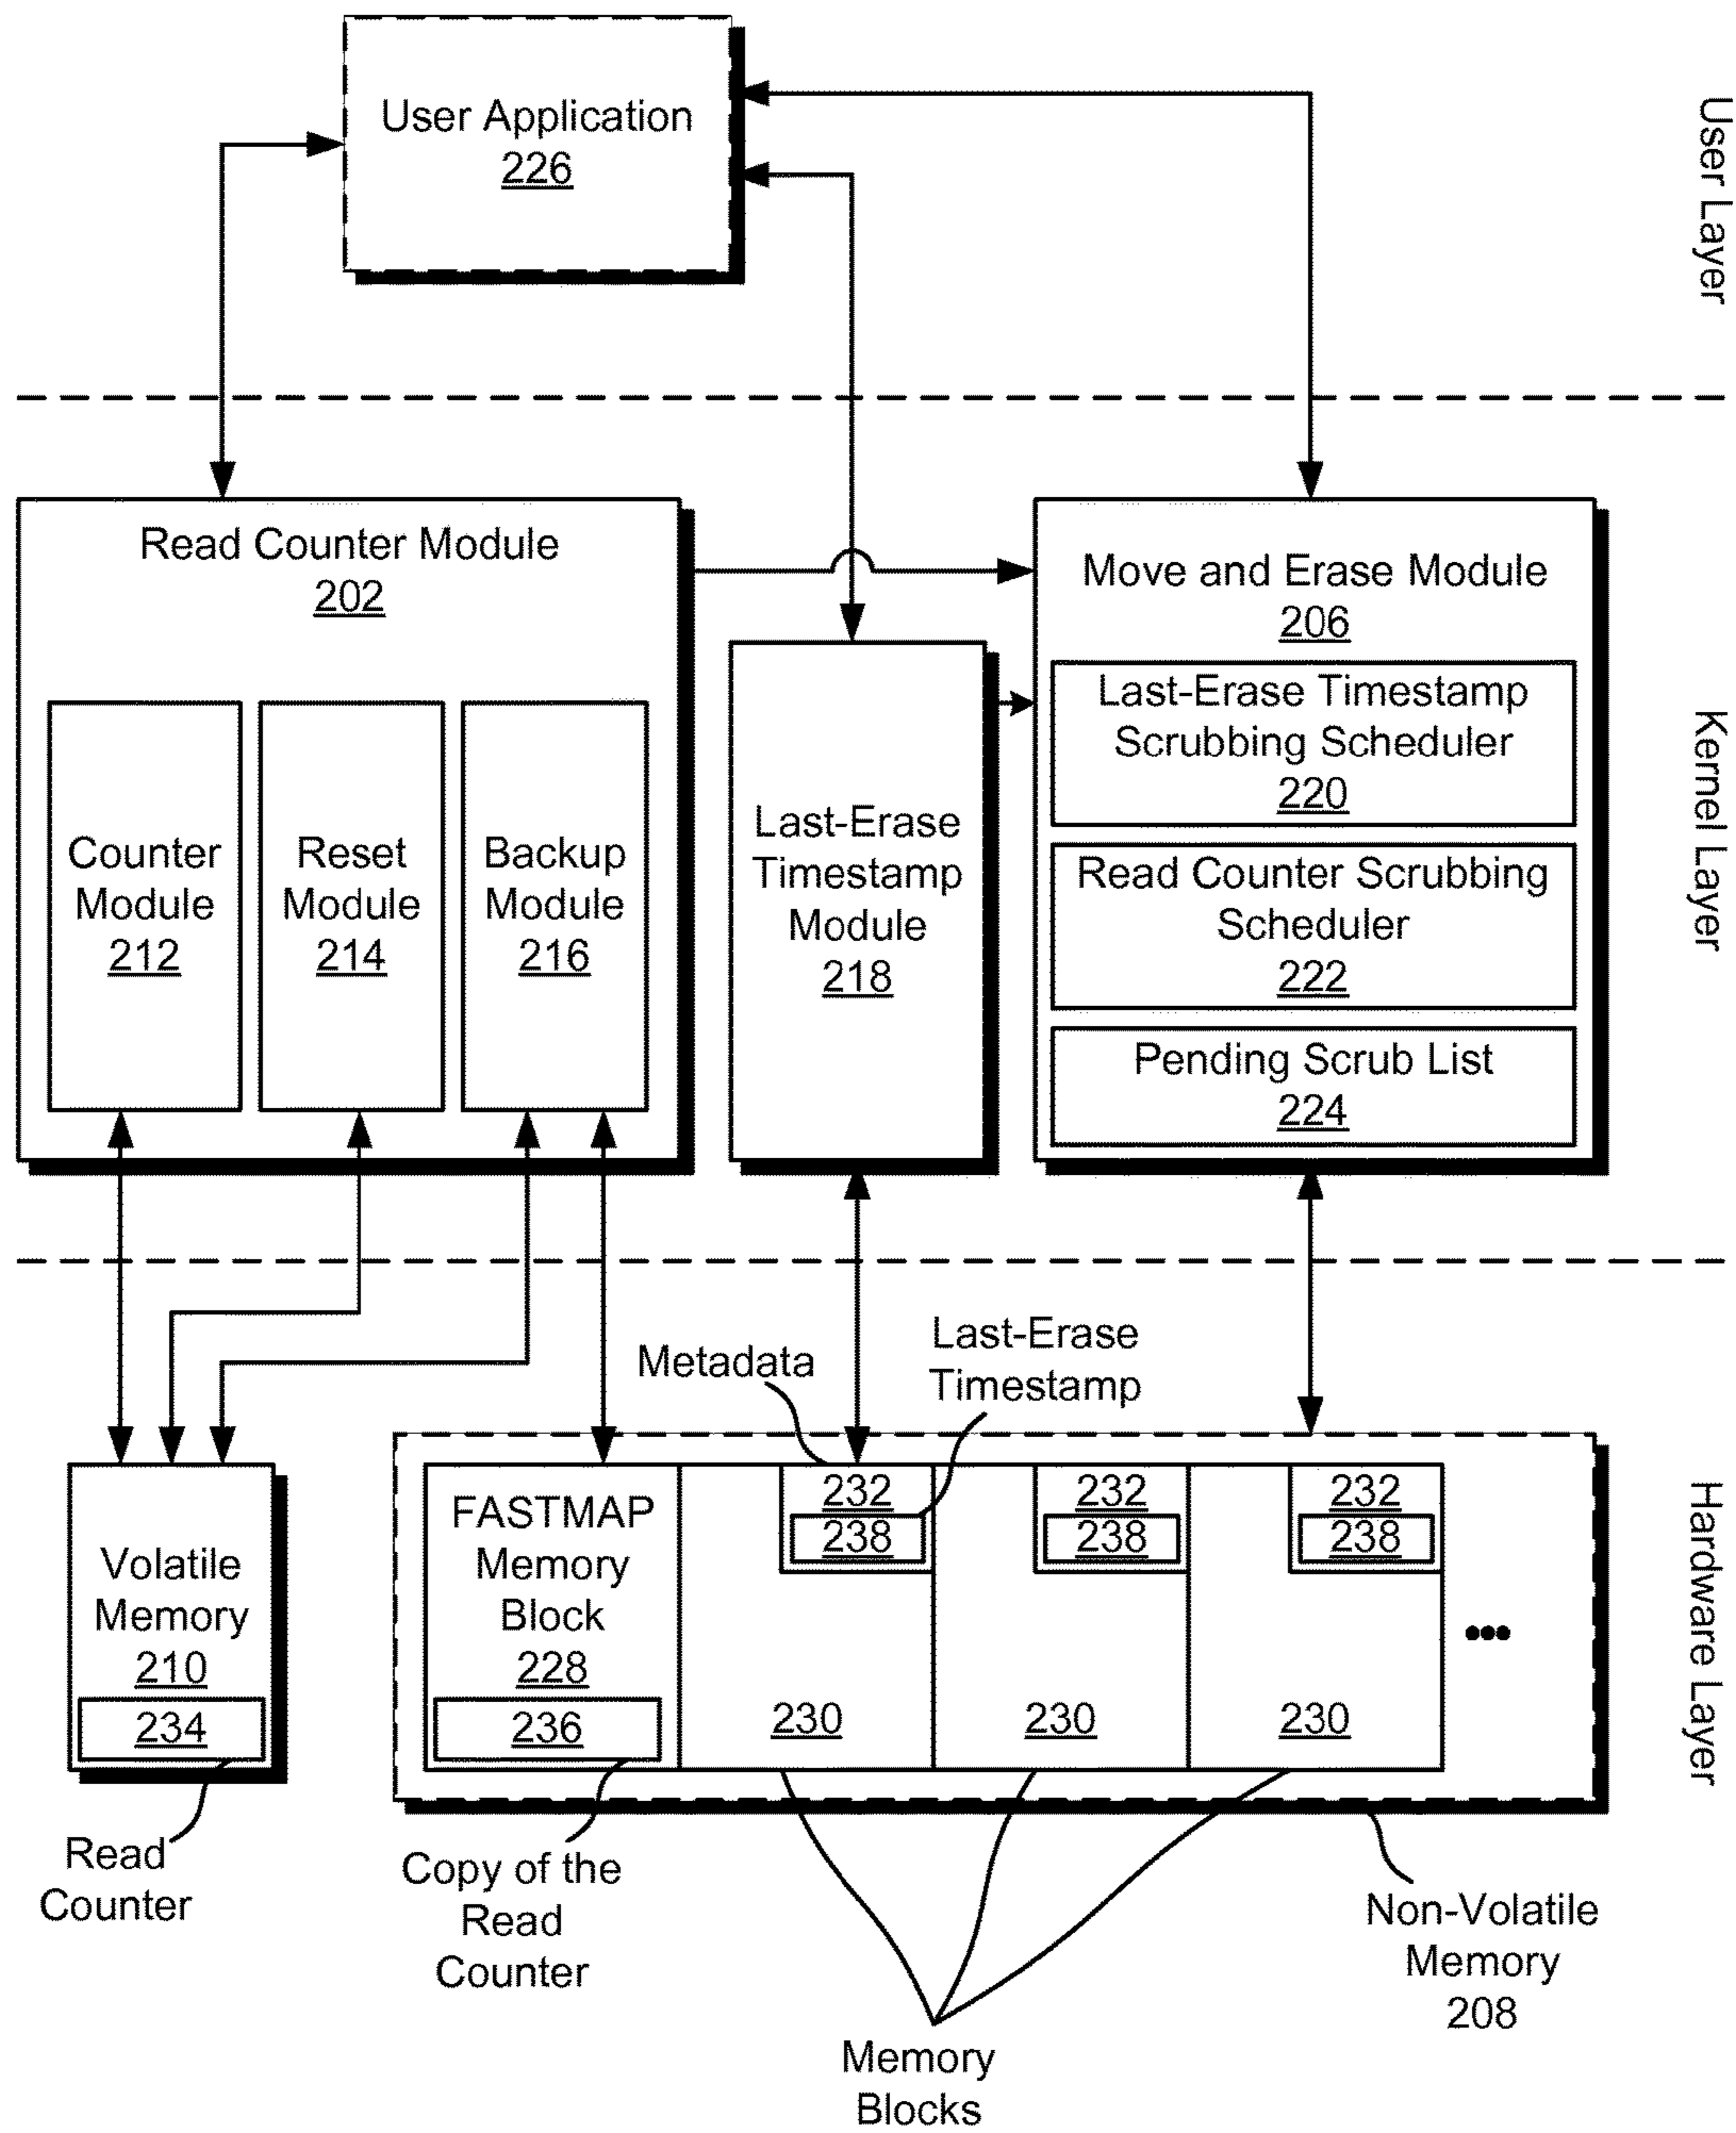 User Application
226
User Layer
Read Counter Module
202
Counter
Module
212
Reset
Module
214
Backup
Module
216
Last-Erase
Timestamp
Module
218
Move and Erase Module
206
Last-Erase Timestamp
Scrubbing Scheduler
220
Read Counter Scrubbing
Scheduler
222
Pending Scrub List
224
Kernel Layer
Metadata
Last-Erase
Timestamp
Volatile
Memory
210
234
Read
Counter
FASTMAP
Memory
Block
228
236
Copy of the
Read
Counter
232
238
230
232
238
230
232
238
230
•••
Memory
Blocks
Non-Volatile
Memory
208
Hardware Layer